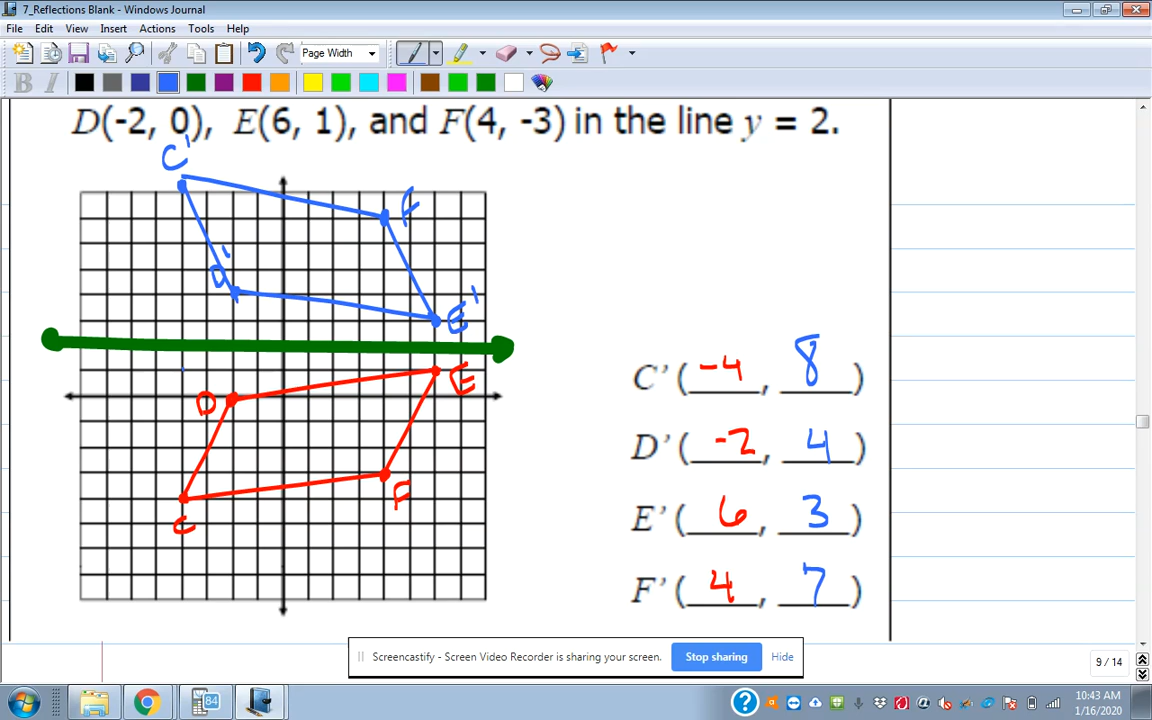 7_Reflections Blank - Windows Journal
File Edit View Insert Actions Tools Help
Page Width
B I
D(-2, 0), E(6, 1), and F(4, -3) in the line y = 2.
C'
F
D'
E'
E
D
F
C
C’ (-4, 8)
D’ (-2, 4)
E’ (6, 3)
F’ (4, 7)
Screencastify - Screen Video Recorder is sharing your screen.
Stop sharing
Hide
9 / 14
84
10:43 AM
1/16/2020